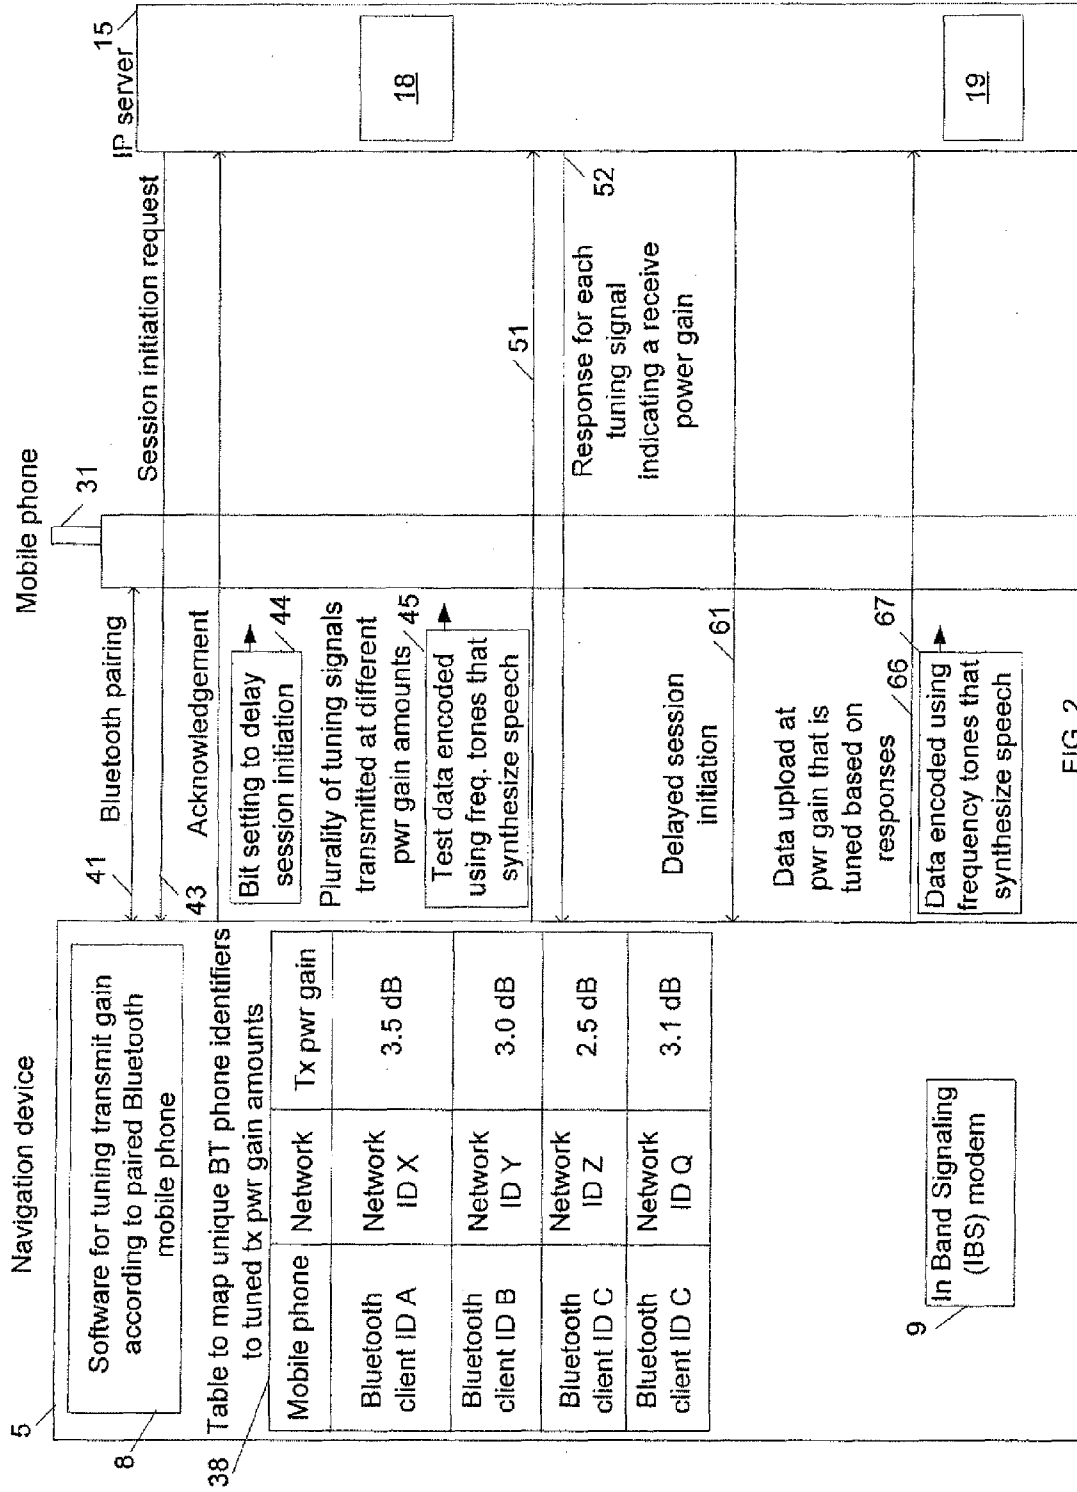 Navigation device
5
Software for tuning transmit gain
according to paired Bluetooth
mobile phone
8
Table to map unique BT phone identifiers
to tuned tx pwr gain amounts
38
Mobile phone Network Tx pwr gain
Bluetooth
client ID A
Network
ID X
3.5 dB
Bluetooth
client ID B
Network
ID Y
3.0 dB
Bluetooth
client ID C
Network
ID Z
2.5 dB
Bluetooth
client ID C
Network
ID Q
3.1 dB
In Band Signaling
(IBS) modem
9
Mobile phone
31
Bluetooth pairing
41
Session initiation request
43
Acknowledgement
Bit setting to delay
session initiation
44
Plurality of tuning signals
transmitted at different
pwr gain amounts
45
Test data encoded
using freq. tones that
synthesize speech
51
52
Response for each
tuning signal
indicating a receive
power gain
Delayed session
initiation
61
Data upload at
pwr gain that is
tuned based on
responses
66
67
Data encoded using
frequency tones that
synthesize speech
IP server
15
18
19
FIG. 2